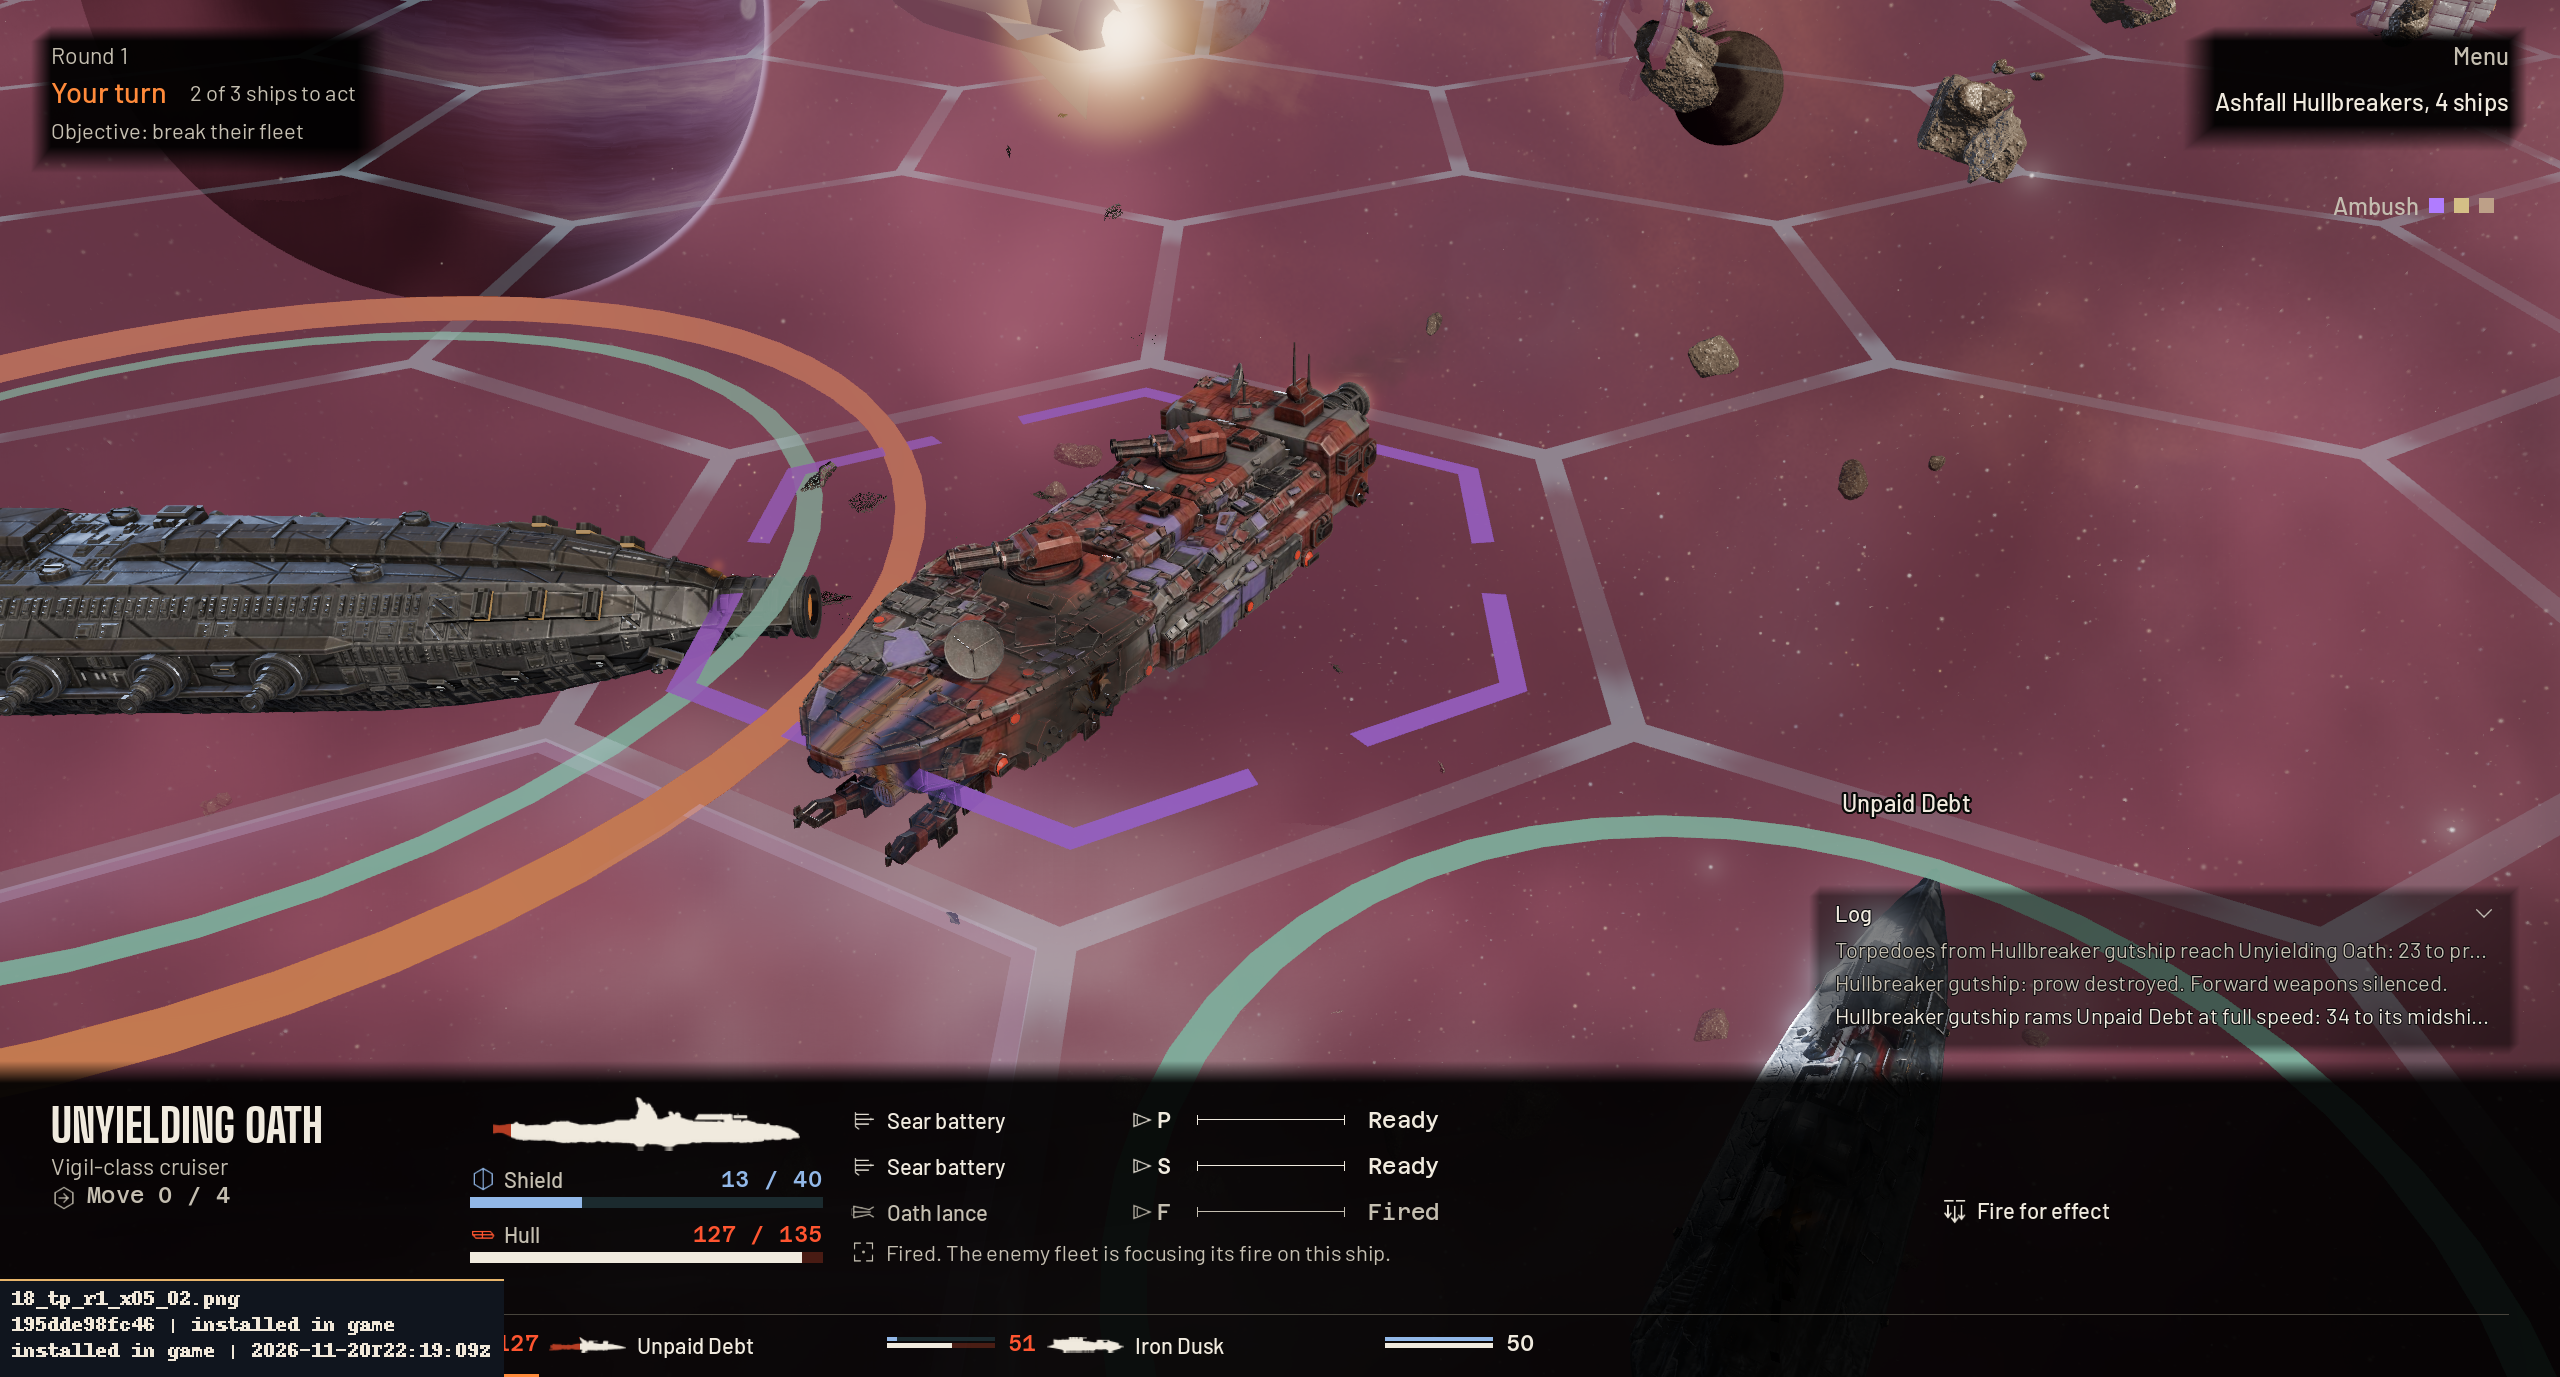 Round 1
Your turn 2 of 3 ships to act
Objective: break their fleet
Menu
Ashfall Hullbreakers, 4 ships
Ambush
Unpaid Debt
Log
Torpedoes from Hullbreaker gutship reach Unyielding Oath: 23 to pr...
Hullbreaker gutship: prow destroyed. Forward weapons silenced.
Hullbreaker gutship rams Unpaid Debt at full speed: 34 to its midshi...
UNYIELDING OATH
Vigil-class cruiser
Move 0 / 4
Shield 13 / 40
Hull 127 / 135
Sear battery P Ready
Sear battery S Ready
Oath lance F Fired
Fired. The enemy fleet is focusing its fire on this ship.
Fire for effect
18_tp_r1_x05_02.png
195dde98fc46 | installed in game
installed in game | 2026-11-20T22:19:09Z
127 Unpaid Debt 51 Iron Dusk 50